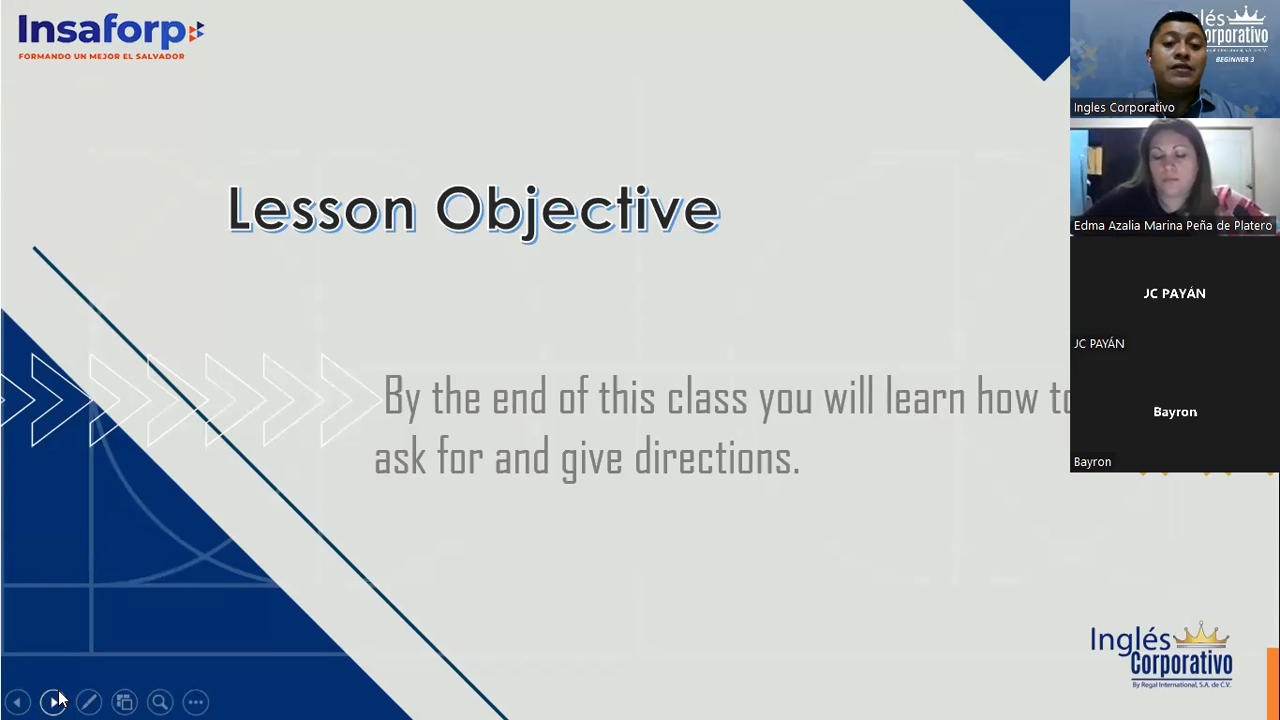 Insaforp
FORMANDO UN MEJOR EL SALVADOR
Lesson Objective
By the end of this class you will learn how to
ask for and give directions.
Inglés
Corporativo
By Regal International, S.A. de C.V.
BEGINNER 3
Ingles Corporativo
Edma Azalia Marina Peña de Platero
JC PAYÁN
JC PAYÁN
Bayron
Bayron